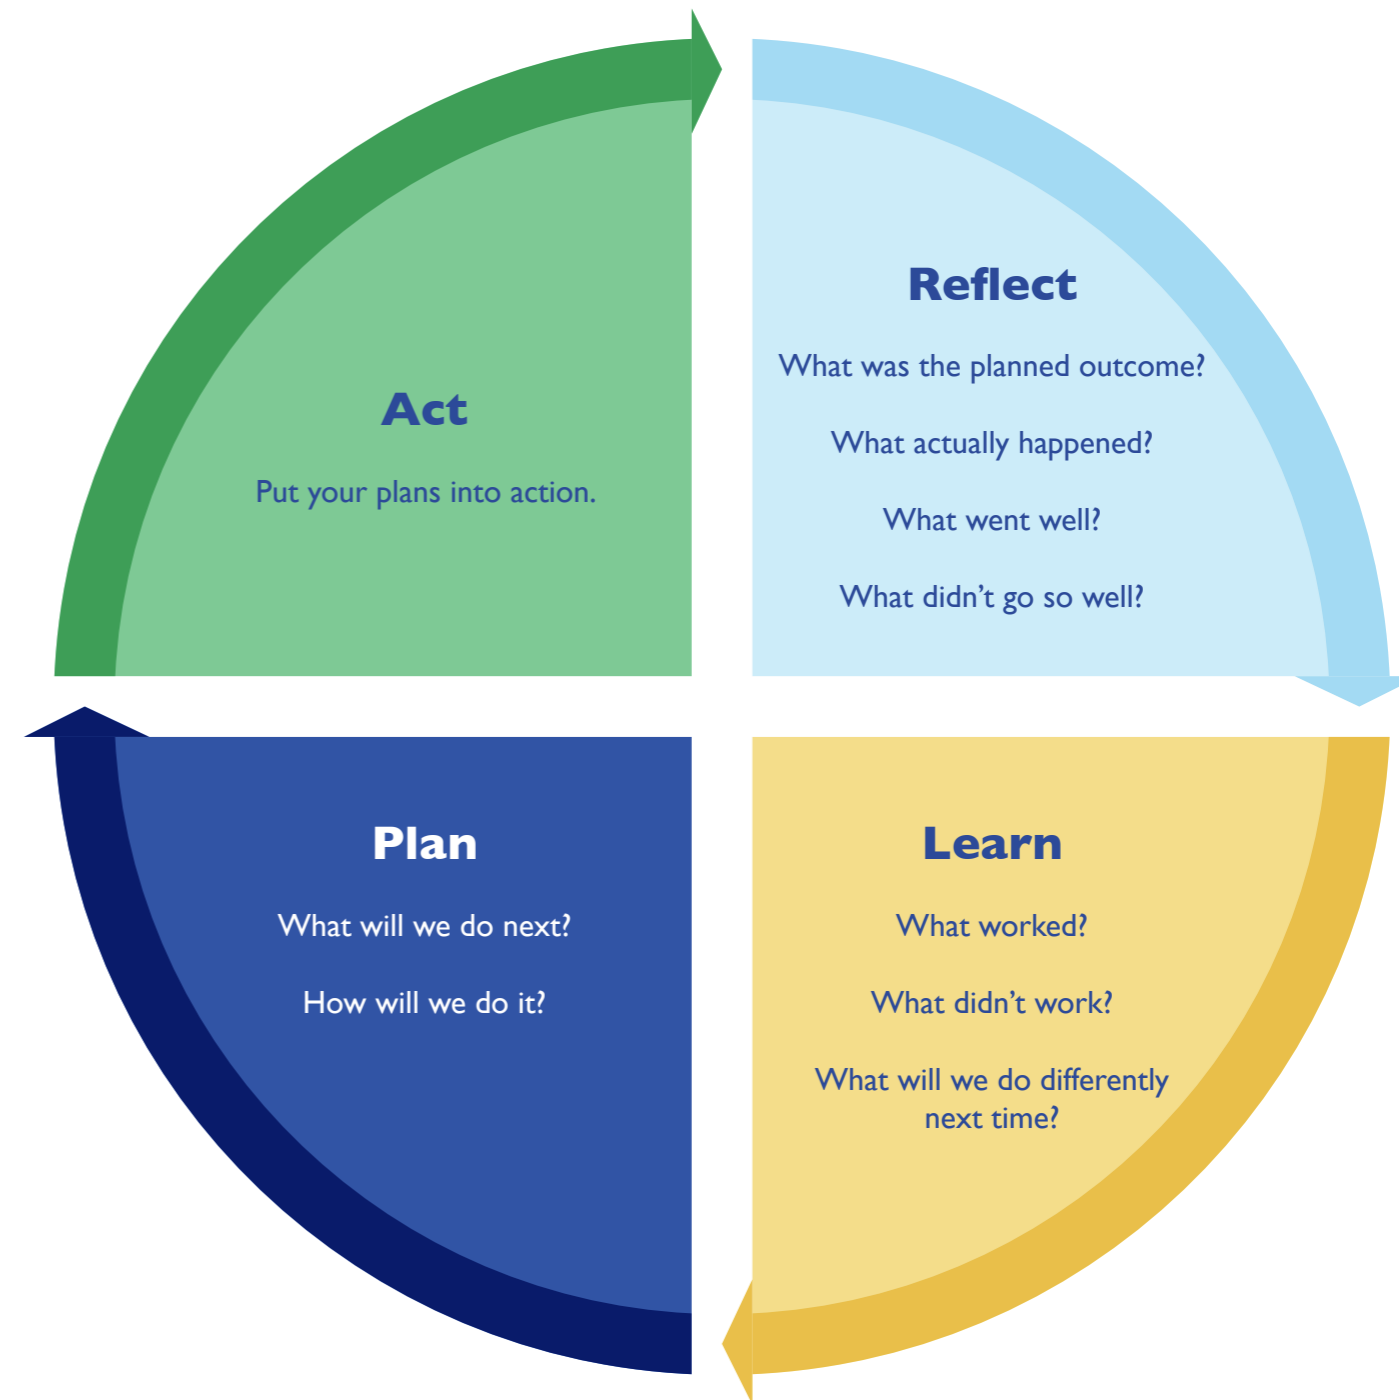 Act
Put your plans into action.
Reflect
What was the planned outcome?
What actually happened?
What went well?
What didn’t go so well?
Plan
What will we do next?
How will we do it?
Learn
What worked?
What didn’t work?
What will we do differently
next time?